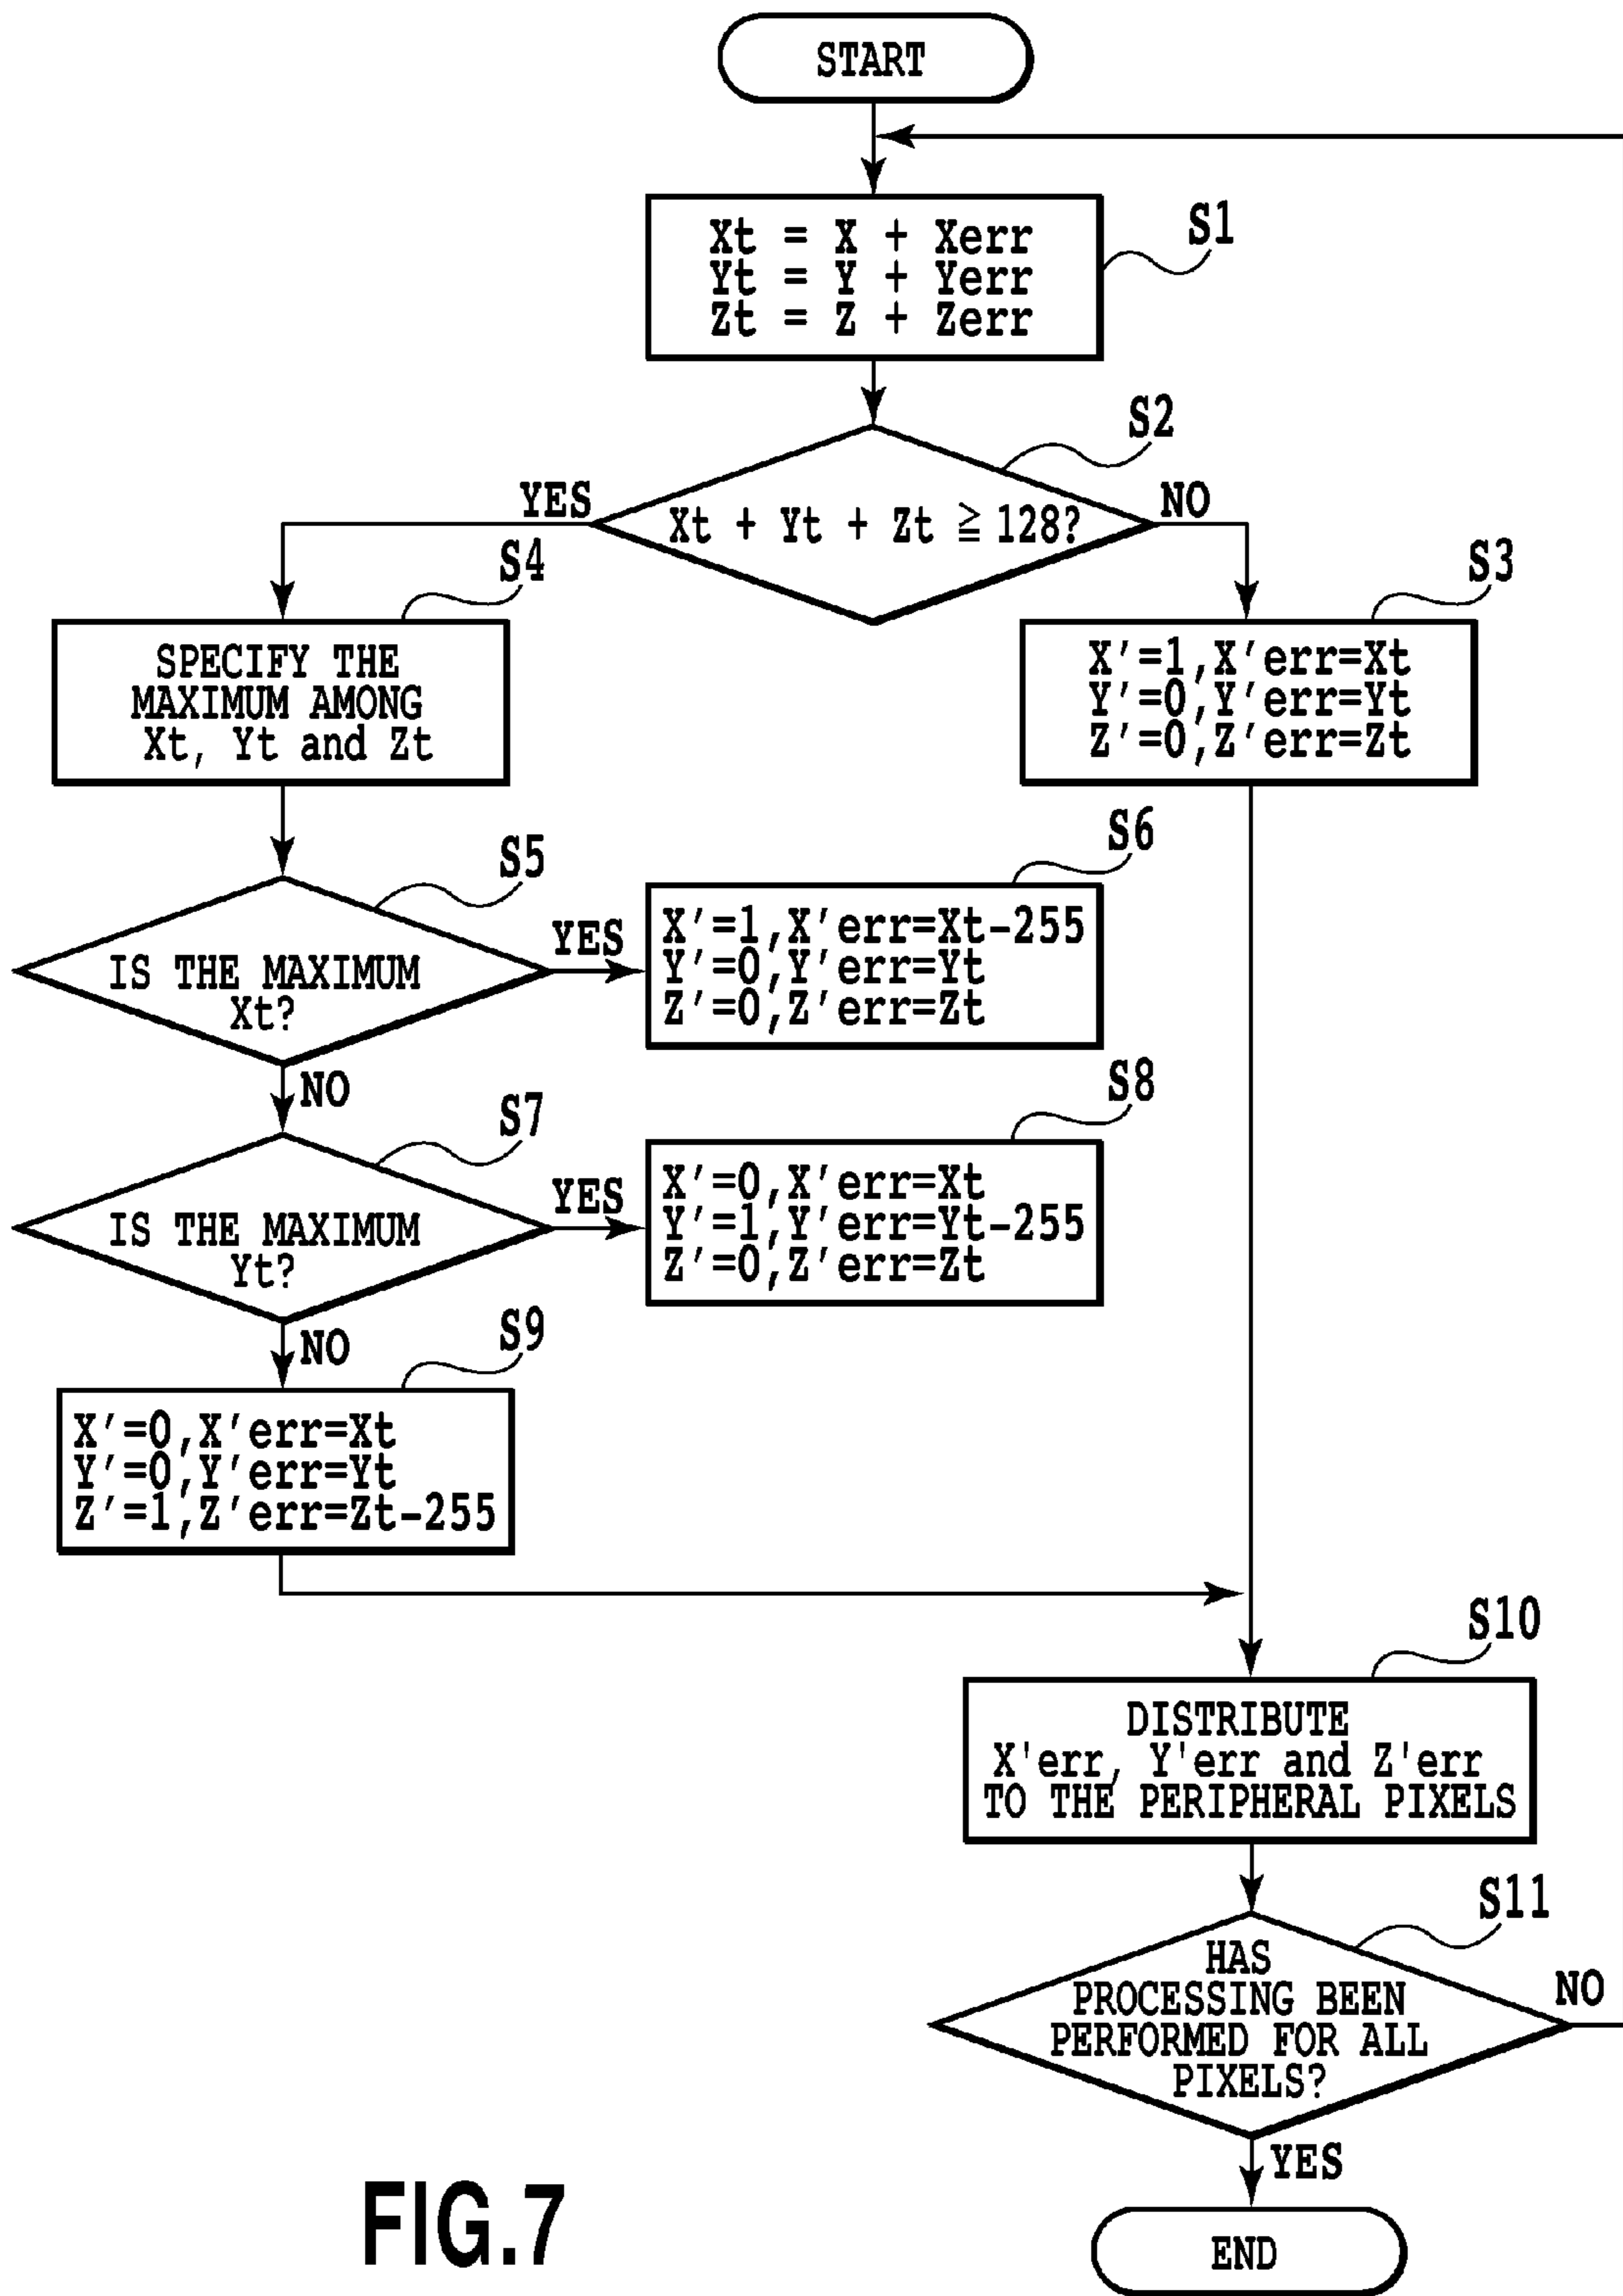 START
Xt = X + Xerr
Yt = Y + Yerr
Zt = Z + Zerr
S1
S2
Xt + Yt + Zt ≧ 128?
YES
NO
S4
SPECIFY THE
MAXIMUM AMONG
Xt, Yt and Zt
S3
X'=1,X'err=Xt
Y'=0,Y'err=Yt
Z'=0,Z'err=Zt
S5
IS THE MAXIMUM
Xt?
YES
NO
S6
X'=1,X'err=Xt-255
Y'=0,Y'err=Yt
Z'=0,Z'err=Zt
S7
IS THE MAXIMUM
Yt?
YES
NO
S8
X'=0,X'err=Xt
Y'=1,Y'err=Yt-255
Z'=0,Z'err=Zt
S9
X'=0,X'err=Xt
Y'=0,Y'err=Yt
Z'=1,Z'err=Zt-255
S10
DISTRIBUTE
X'err, Y'err and Z'err
TO THE PERIPHERAL PIXELS
S11
HAS
PROCESSING BEEN
PERFORMED FOR ALL
PIXELS?
NO
YES
END
FIG.7